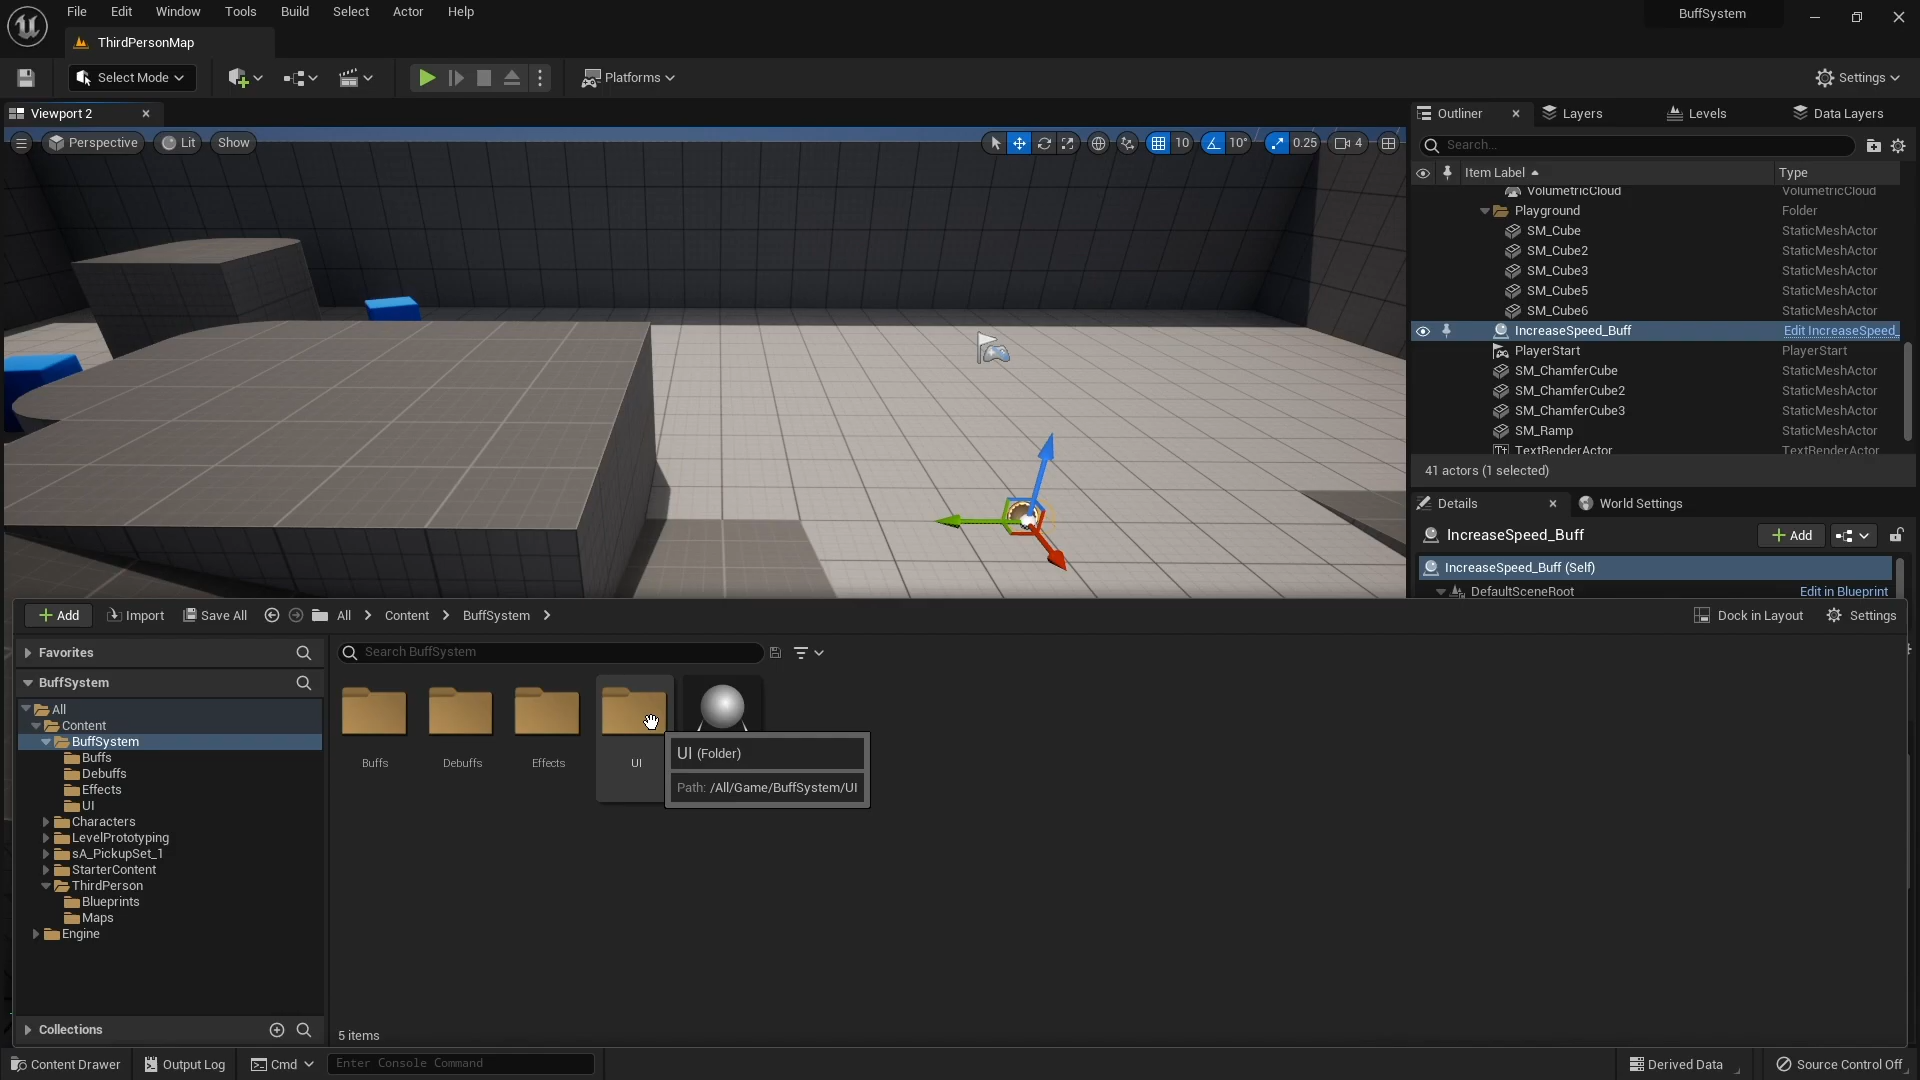 File Edit Window Tools Build Select Actor Help
BuffSystem
ThirdPersonMap
Select Mode
Platforms
Settings
Viewport 2
Perspective
Lit
Show
10
10°
0.25
4
Outliner
Layers
Levels
Data Layers
Search...
Item Label
Type
VolumetricCloud VolumetricCloud
Playground Folder
SM_Cube StaticMeshActor
SM_Cube2 StaticMeshActor
SM_Cube3 StaticMeshActor
SM_Cube5 StaticMeshActor
SM_Cube6 StaticMeshActor
IncreaseSpeed_Buff Edit IncreaseSpeed_
PlayerStart PlayerStart
SM_ChamferCube StaticMeshActor
SM_ChamferCube2 StaticMeshActor
SM_ChamferCube3 StaticMeshActor
SM_Ramp StaticMeshActor
TextRenderActor TextRenderActor
41 actors (1 selected)
Details
World Settings
IncreaseSpeed_Buff
Add
IncreaseSpeed_Buff (Self)
DefaultSceneRoot Edit in Blueprint
Add
Import
Save All
All
Content
BuffSystem
Dock in Layout
Settings
Favorites
BuffSystem
All
Content
BuffSystem
Buffs
Debuffs
Effects
UI
Characters
LevelPrototyping
sA_PickupSet_1
StarterContent
ThirdPerson
Blueprints
Maps
Engine
Collections
Search BuffSystem
Buffs
Debuffs
Effects
UI
UI (Folder)
Path: /All/Game/BuffSystem/UI
5 items
Content Drawer
Output Log
Cmd
Enter Console Command
Derived Data
Source Control Off